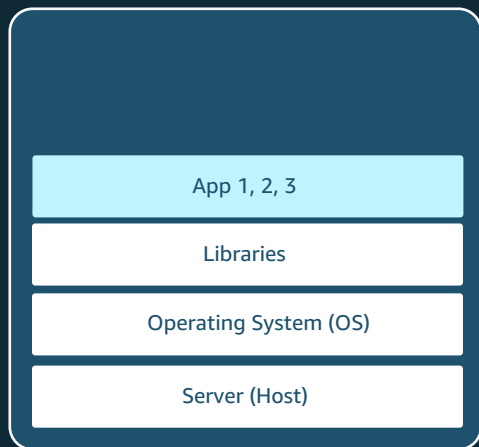 App 1, 2, 3
Libraries
Operating System (OS)
Server (Host)